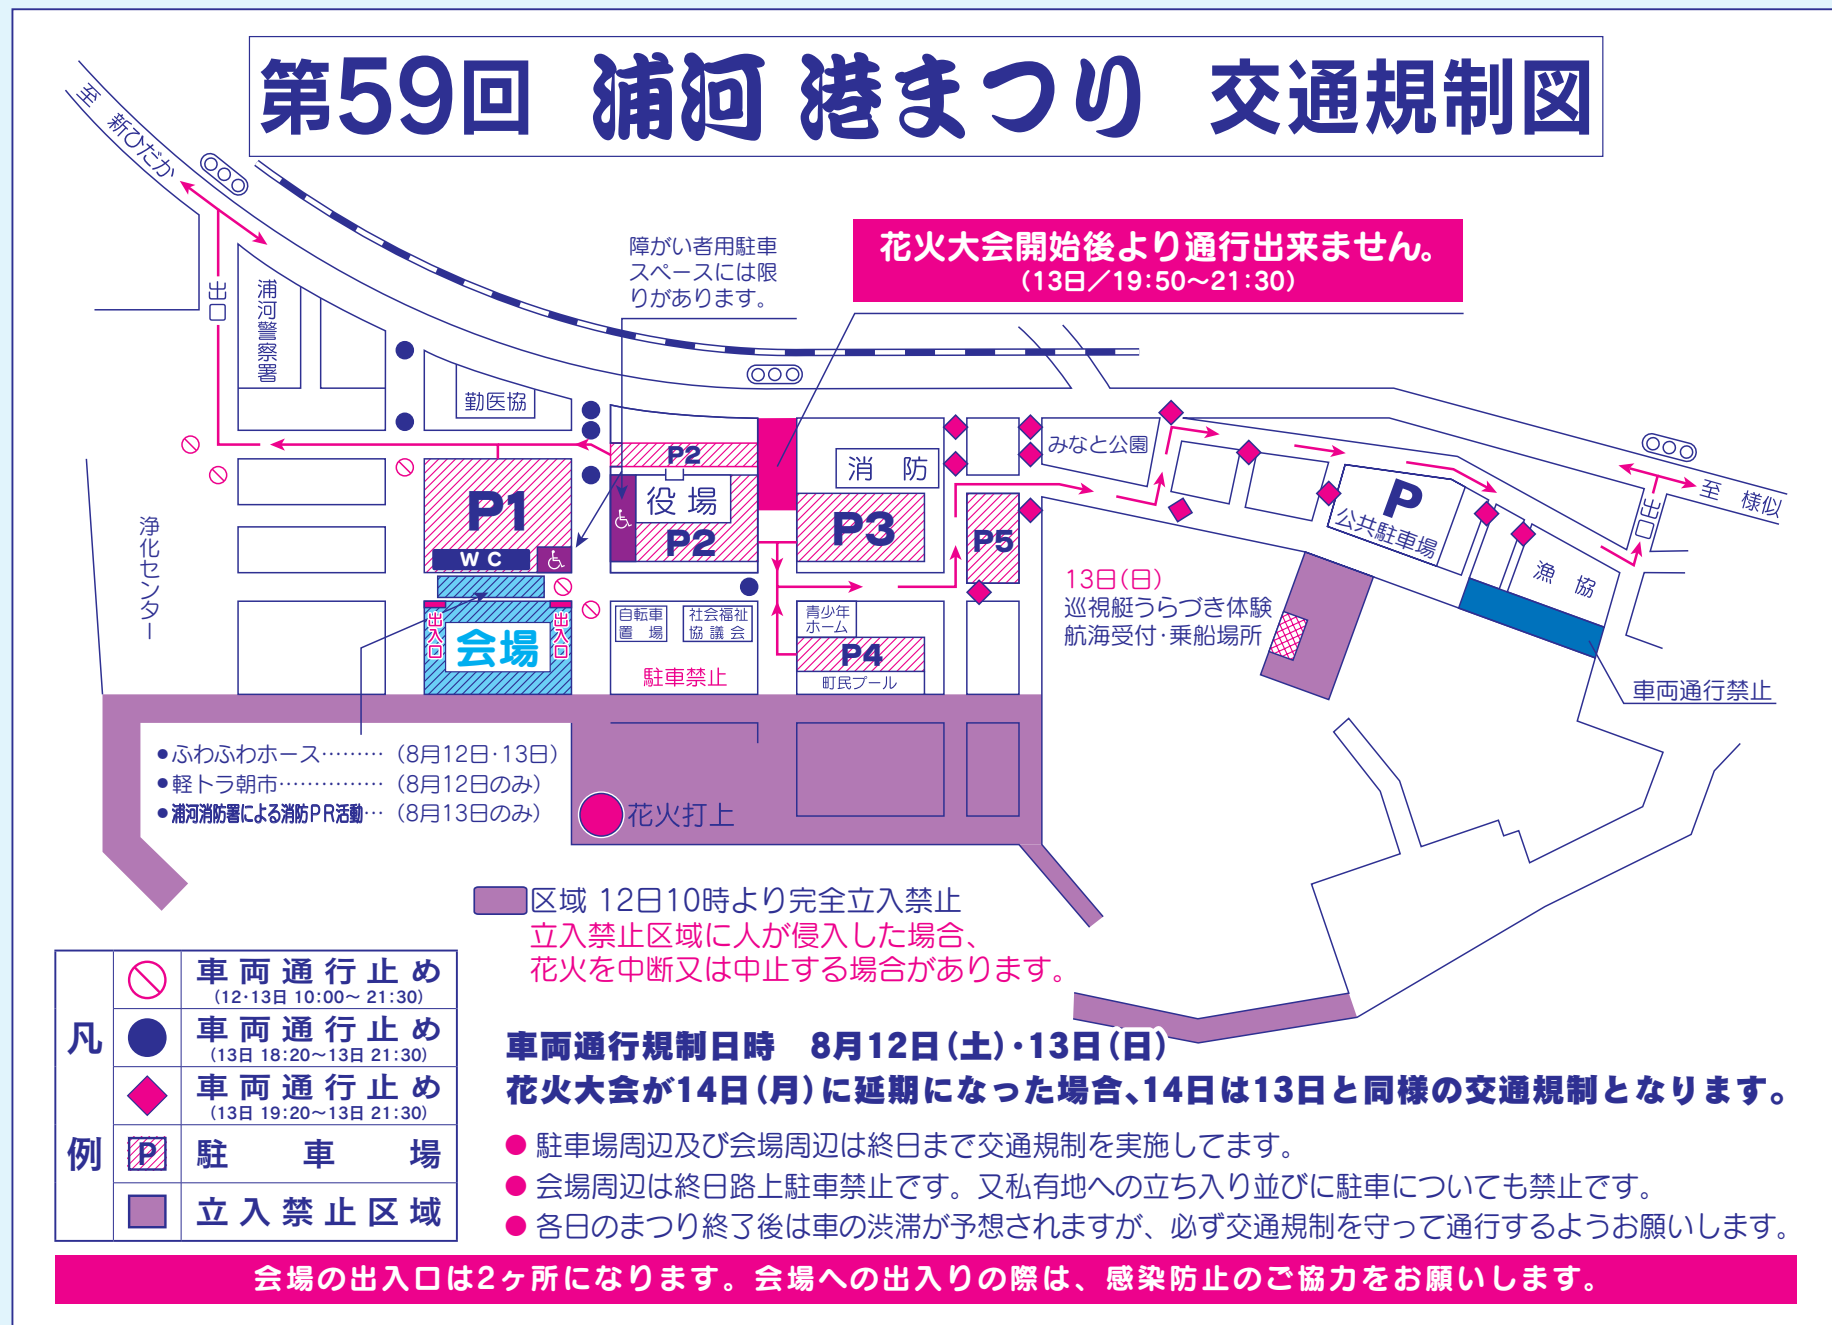 第59回 浦河 港まつり 交通規制図
至 新ひだか
出口
浦河警察署
障がい者用駐車
スペースには限
りがあります。
花火大会開始後より通行出来ません。
(13日／19:50〜21:30)
勤医協
P2
役場
P2
消 防
P3
P5
みなと公園
P
公共駐車場
漁 協
出口
至 様似
P1
WC
浄化センター
出入口
会場
出入口
自転車
置 場
社会福祉
協議会
駐車禁止
青少年
ホーム
P4
町民プール
13日(日)
巡視艇うらづき体験
航海受付・乗船場所
車両通行禁止
●ふわふわホース………（8月12日・13日）
●軽トラ朝市……………（8月12日のみ）
●浦河消防署による消防PR活動…（8月13日のみ）
花火打上
区域 12日10時より完全立入禁止
立入禁止区域に人が侵入した場合、
花火を中断又は中止する場合があります。
凡例
車両通行止め
(12・13日 10:00〜 21:30)
車両通行止め
(13日 18:20〜13日 21:30)
車両通行止め
(13日 19:20〜13日 21:30)
P 駐車場
立入禁止区域
車両通行規制日時　8月12日(土)・13日(日)
花火大会が14日(月)に延期になった場合、14日は13日と同様の交通規制となります。
● 駐車場周辺及び会場周辺は終日まで交通規制を実施してます。
● 会場周辺は終日路上駐車禁止です。又私有地への立ち入り並びに駐車についても禁止です。
● 各日のまつり終了後は車の渋滞が予想されますが、必ず交通規制を守って通行するようお願いします。
会場の出入口は2ヶ所になります。会場への出入りの際は、感染防止のご協力をお願いします。